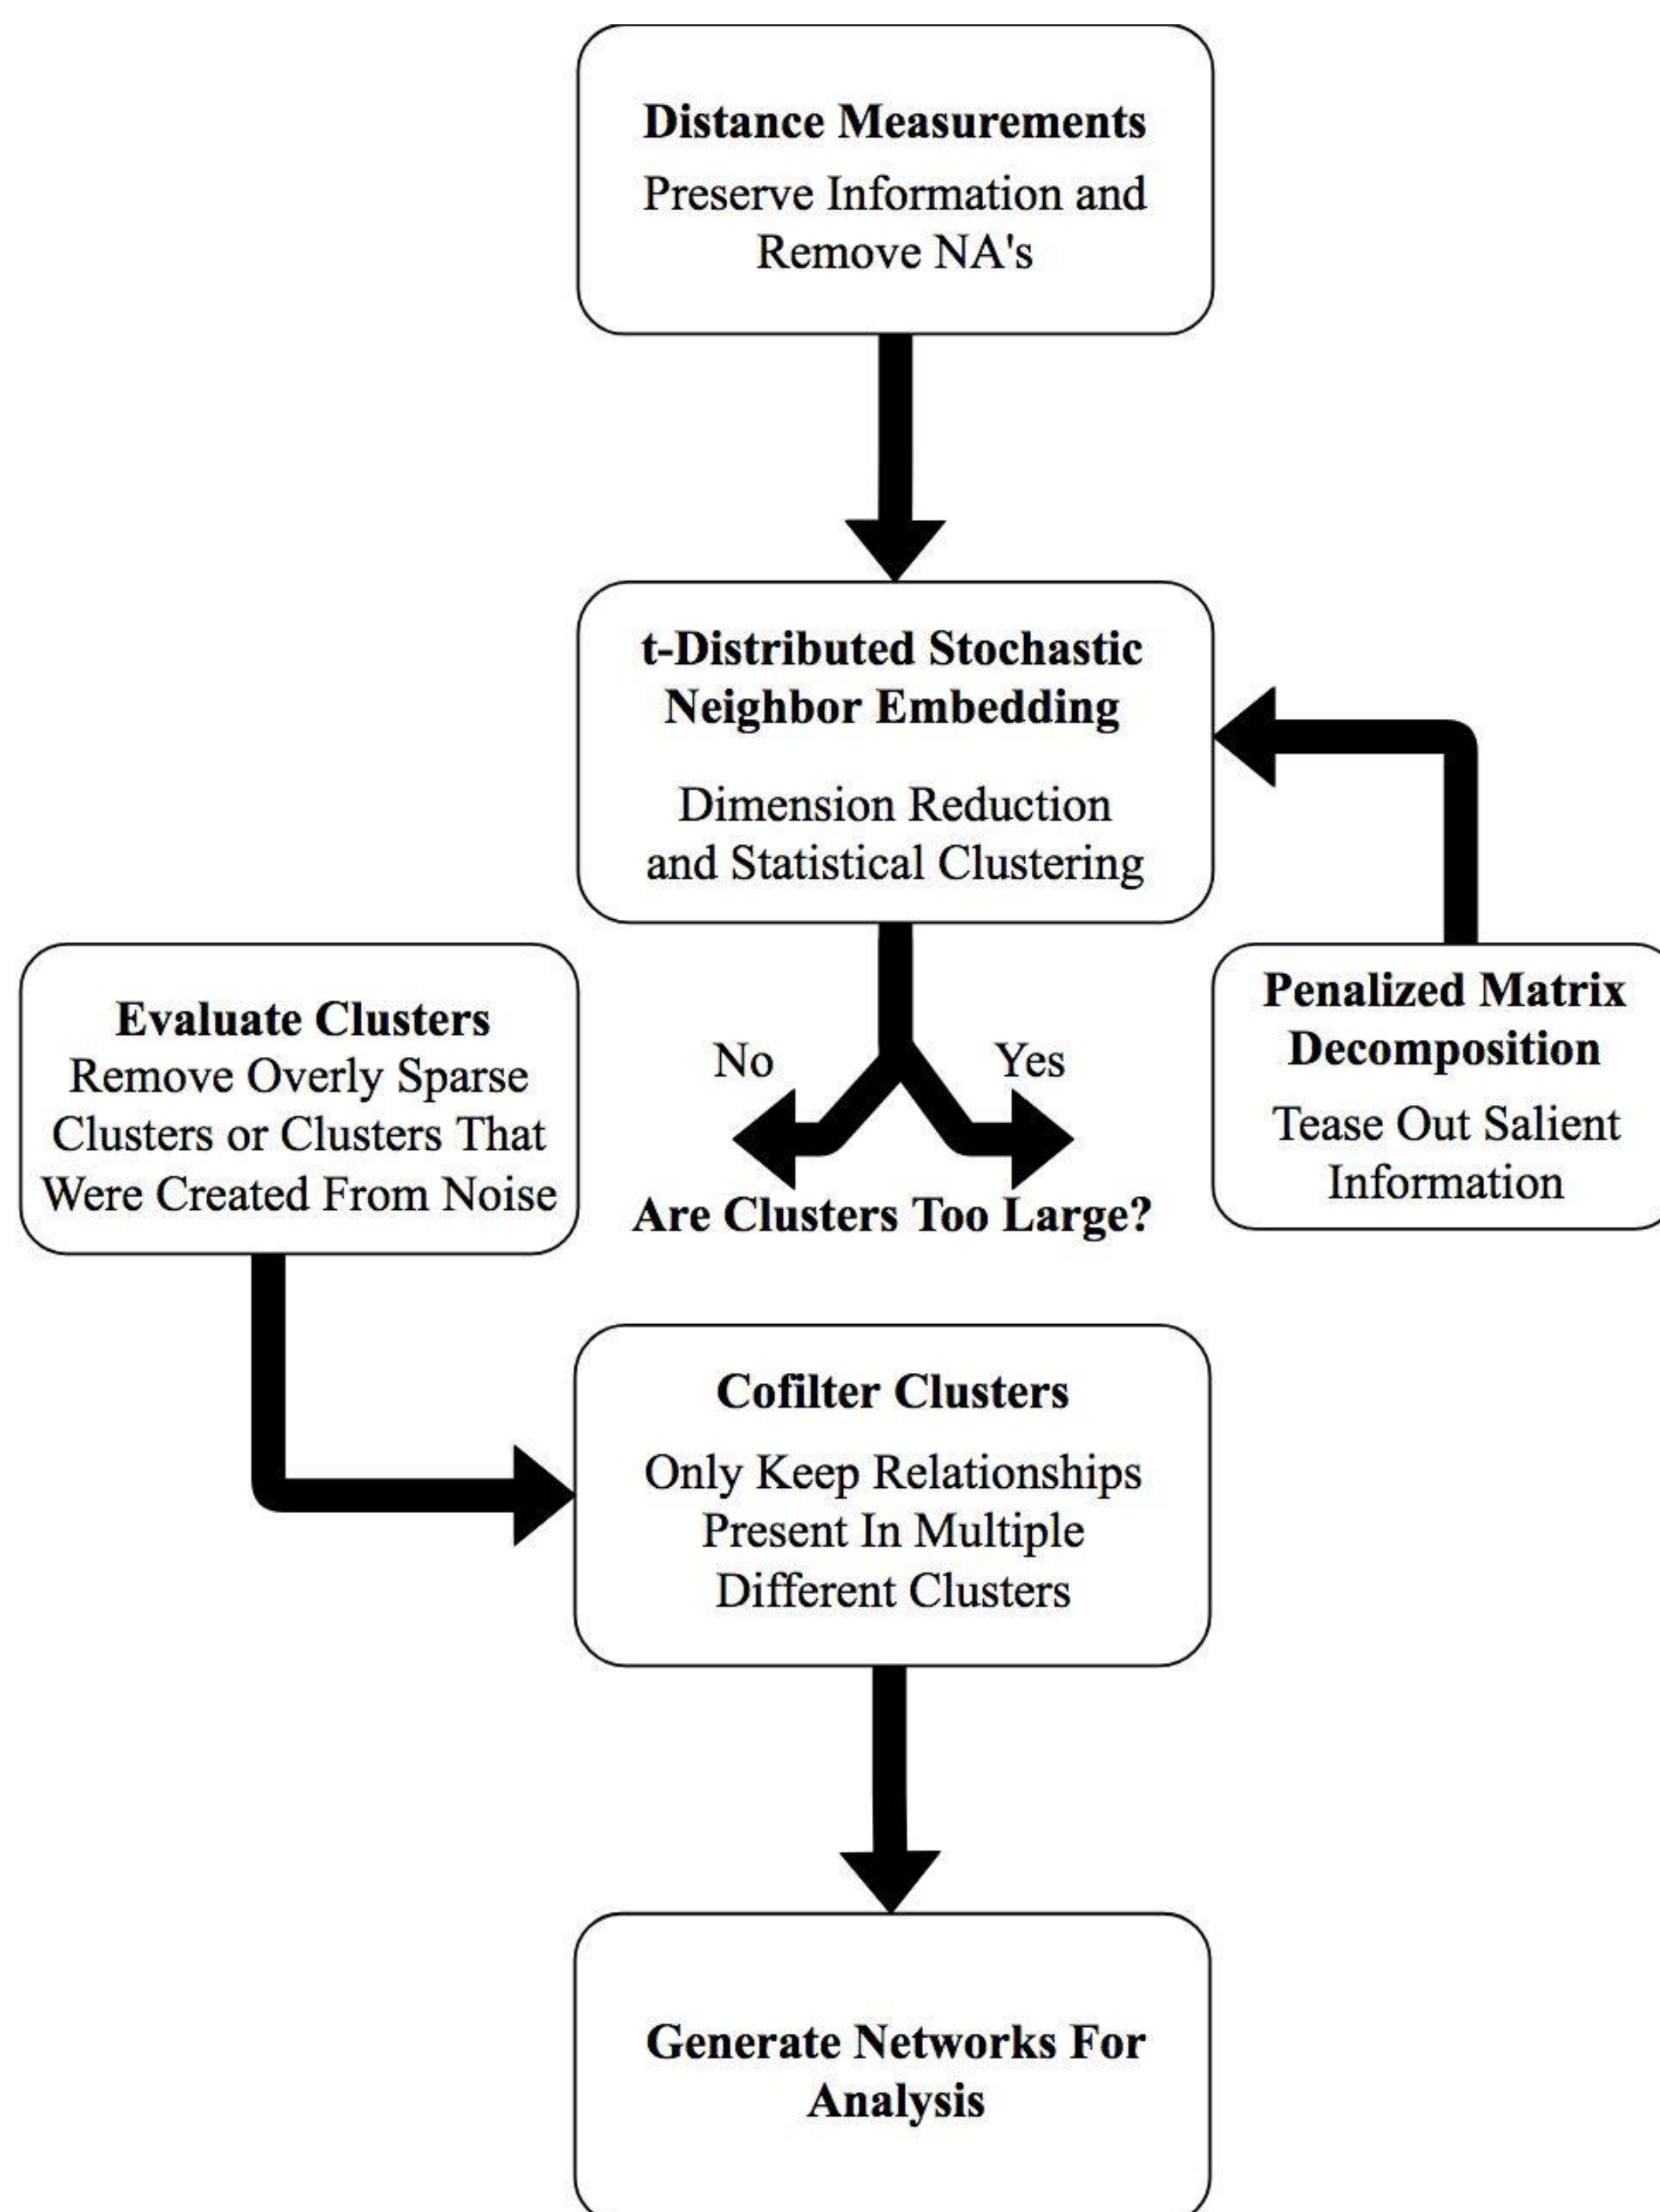 Distance Measurements
Preserve Information and
Remove NA's
t-Distributed Stochastic
Neighbor Embedding
Dimension Reduction
and Statistical Clustering
No
Yes
Are Clusters Too Large?
Evaluate Clusters
Remove Overly Sparse
Clusters or Clusters That
Were Created From Noise
Penalized Matrix
Decomposition
Tease Out Salient
Information
Cofilter Clusters
Only Keep Relationships
Present In Multiple
Different Clusters
Generate Networks For
Analysis